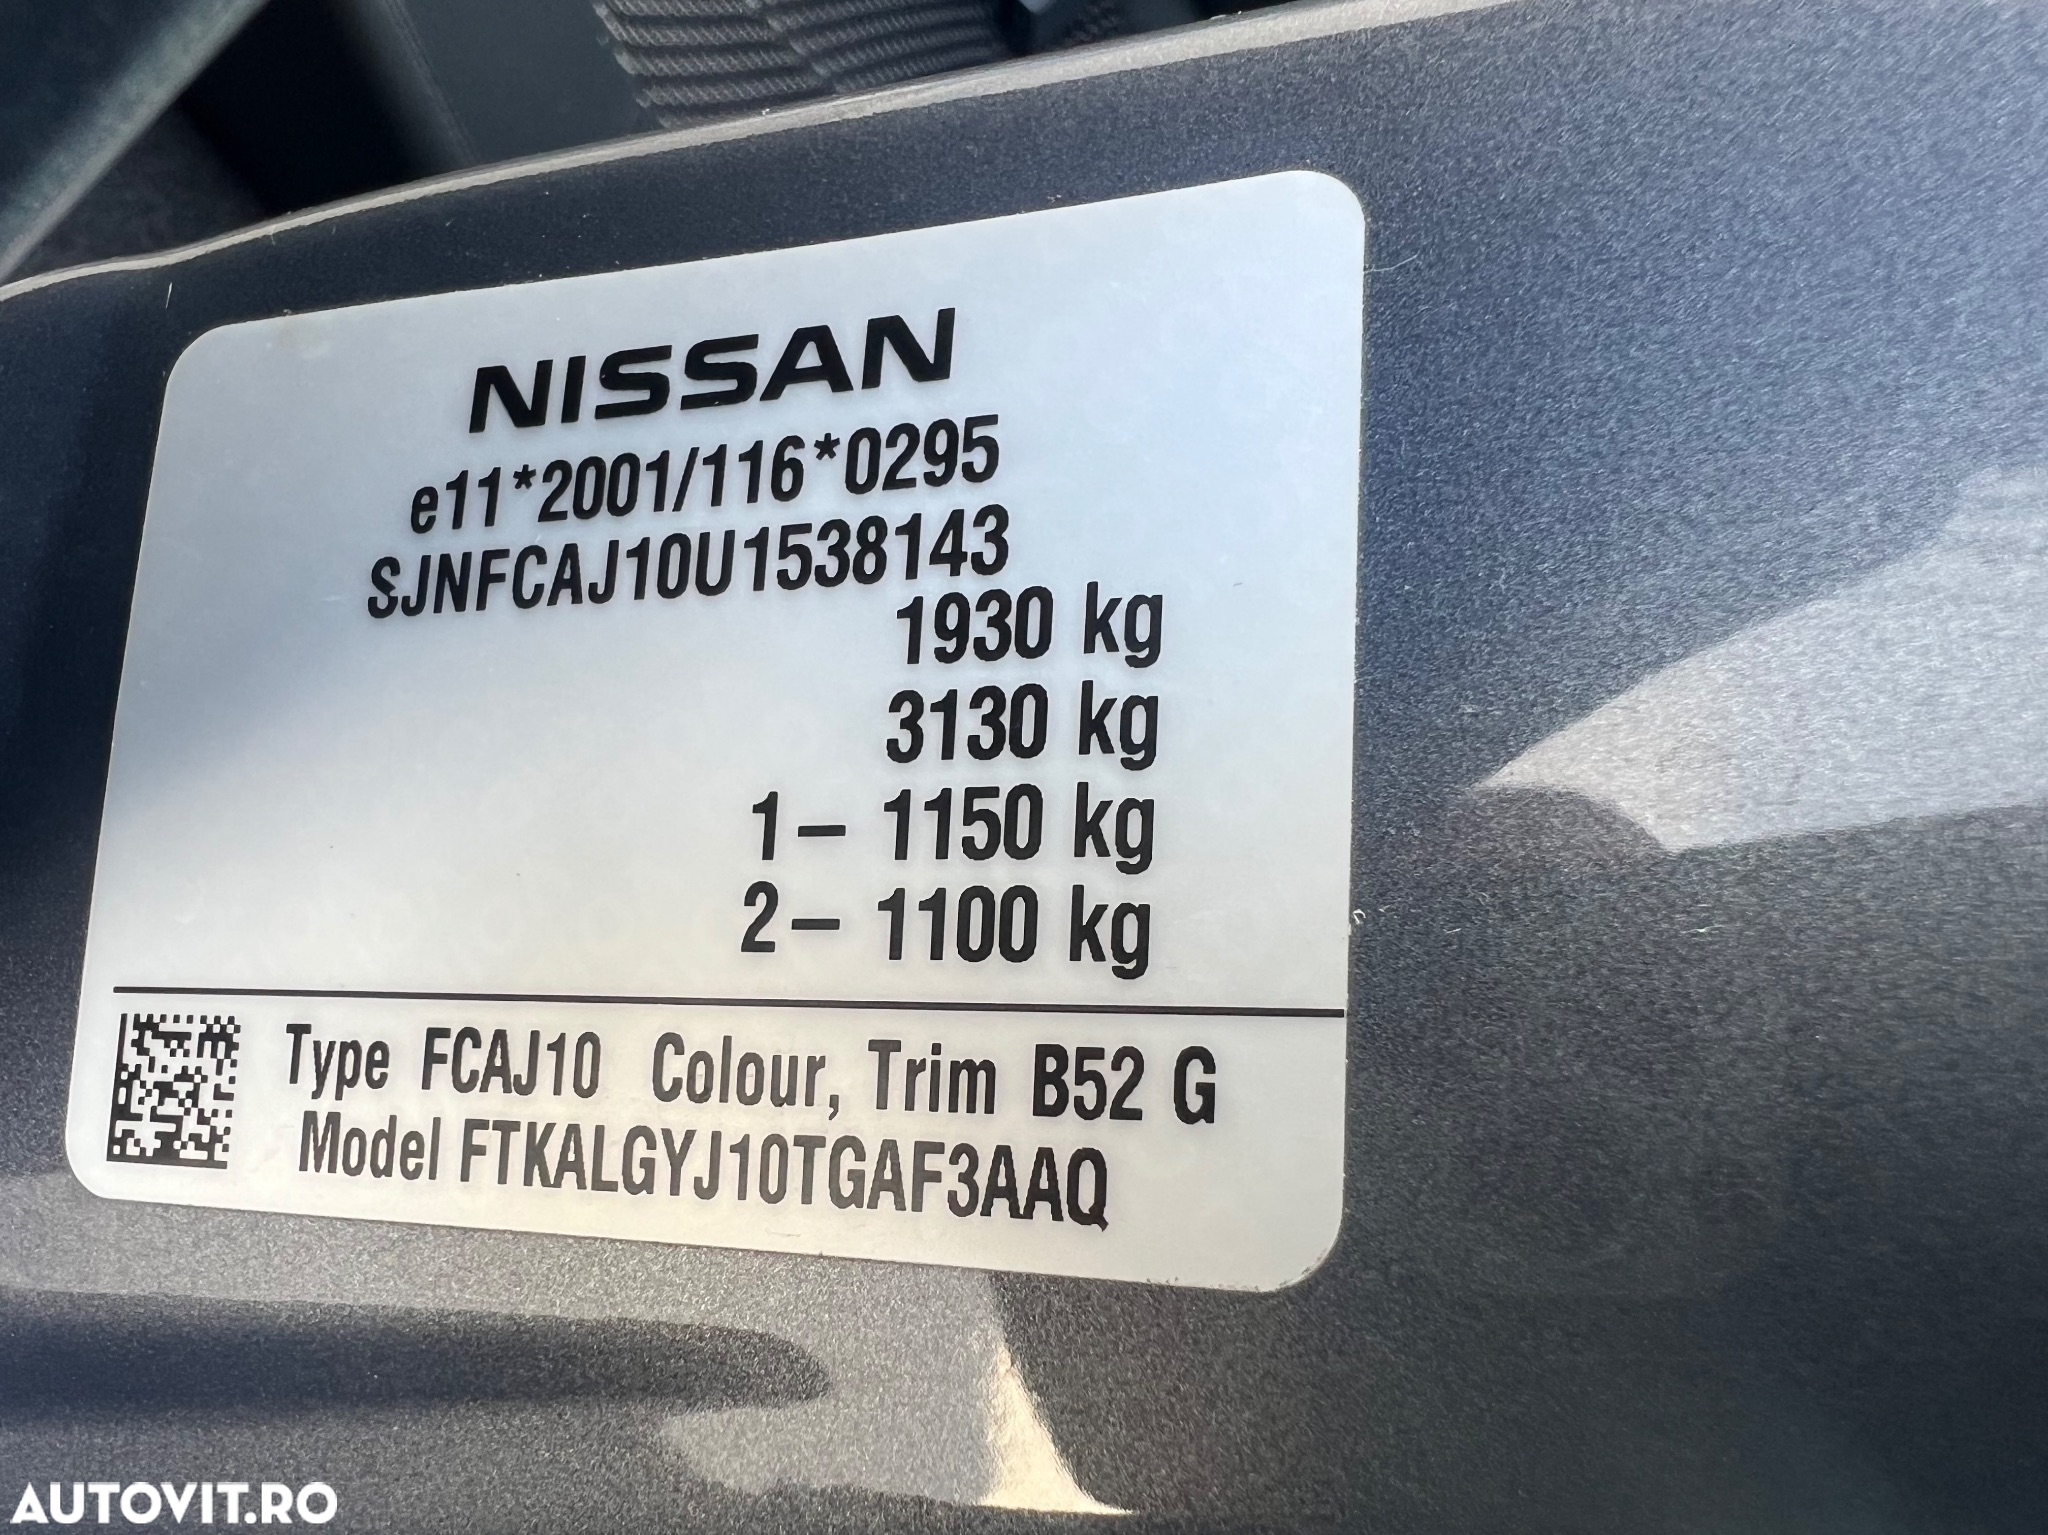 NISSAN
e11*2001/116*0295
SJNFCAJ10U1538143
1930 kg
3130 kg
1- 1150 kg
2- 1100 kg
Type FCAJ10 Colour, Trim B52 G
Model FTKALGYJ10TGAF3AAQ
AUTOVIT.RO